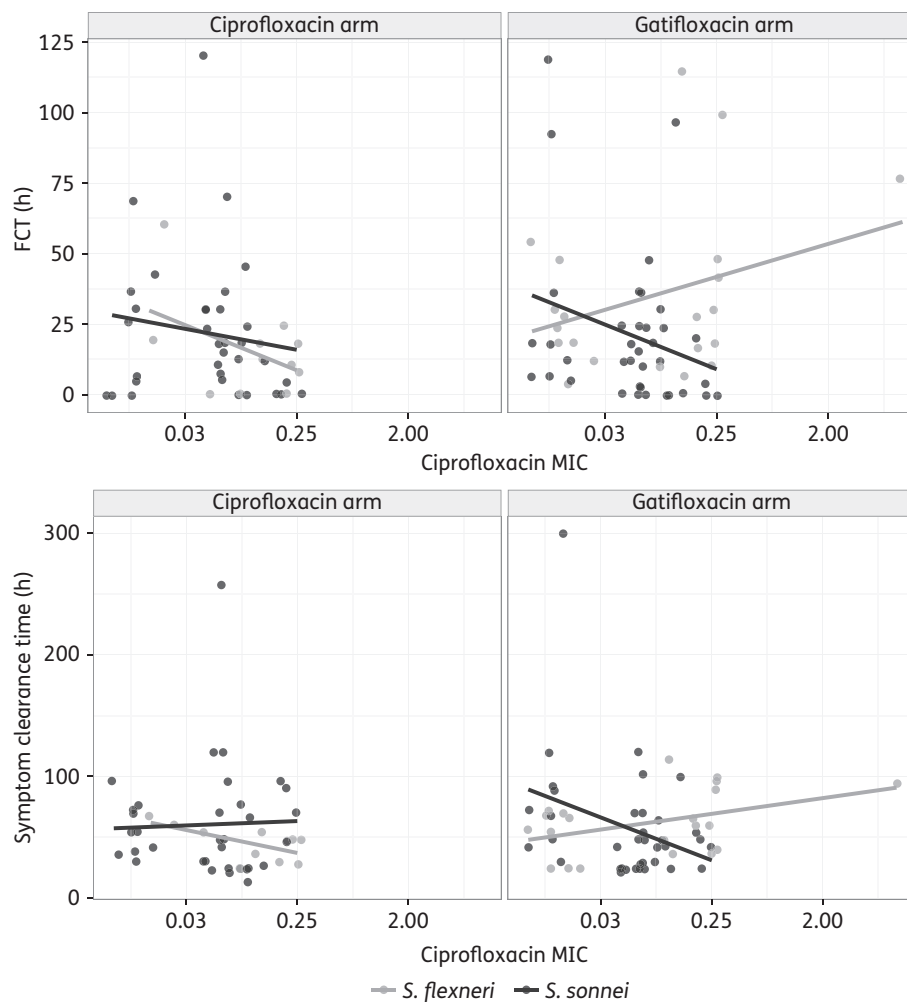 Ciprofloxacin arm Gatifloxacin arm
125
100
75
50
25
0
FCT (h)
0.03 0.25 2.00 0.03 0.25 2.00
Ciprofloxacin MIC
Ciprofloxacin arm Gatifloxacin arm
300
200
100
0
Symptom clearance time (h)
0.03 0.25 2.00 0.03 0.25 2.00
Ciprofloxacin MIC
S. flexneri S. sonnei